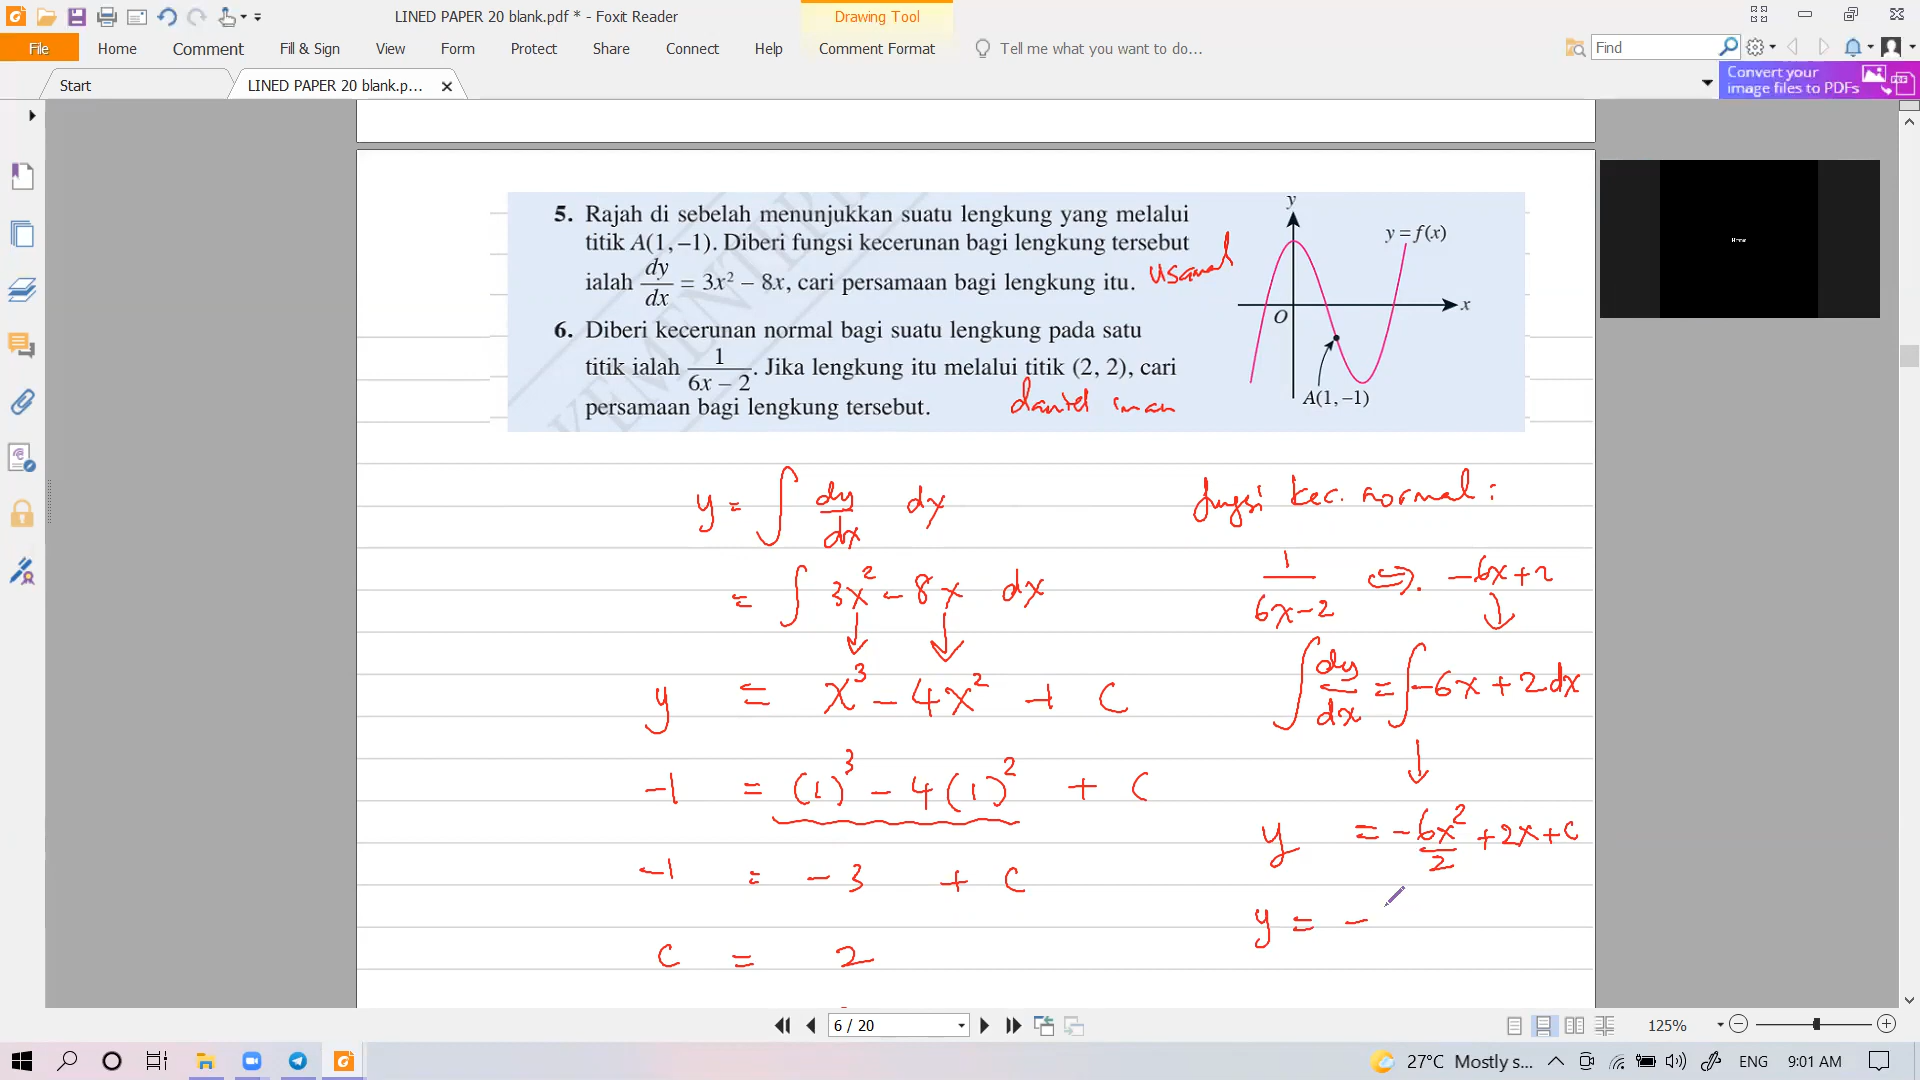 LINED PAPER 20 blank.pdf * - Foxit Reader
Drawing Tool
File Home Comment Fill & Sign View Form Protect Share Connect Help Comment Format Tell me what you want to do... Find
Start LINED PAPER 20 blank.p...
Convert your
image files to PDFs
5. Rajah di sebelah menunjukkan suatu lengkung yang melalui
titik A(1, –1). Diberi fungsi kecerunan bagi lengkung tersebut
ialah dy/dx = 3x² – 8x, cari persamaan bagi lengkung itu.
6. Diberi kecerunan normal bagi suatu lengkung pada satu
titik ialah 1/(6x – 2). Jika lengkung itu melalui titik (2, 2), cari
persamaan bagi lengkung tersebut.
daniel iman
y
y = f(x)
O
x
A(1, –1)
KEMENTER
y = ∫ dy/dx dx
= ∫ 3x² - 8x dx
y = x³ - 4x² + c
-1 = (1)³ - 4(1)² + c
-1 = -3 + c
c = 2
fungsi kec. normal :
1/(6x-2) ⇔ -6x+2
∫ dy/dx = ∫ -6x + 2 dx
y = -6x²/2 + 2x + c
y = -
6 / 20
125%
27°C Mostly s...
ENG
9:01 AM